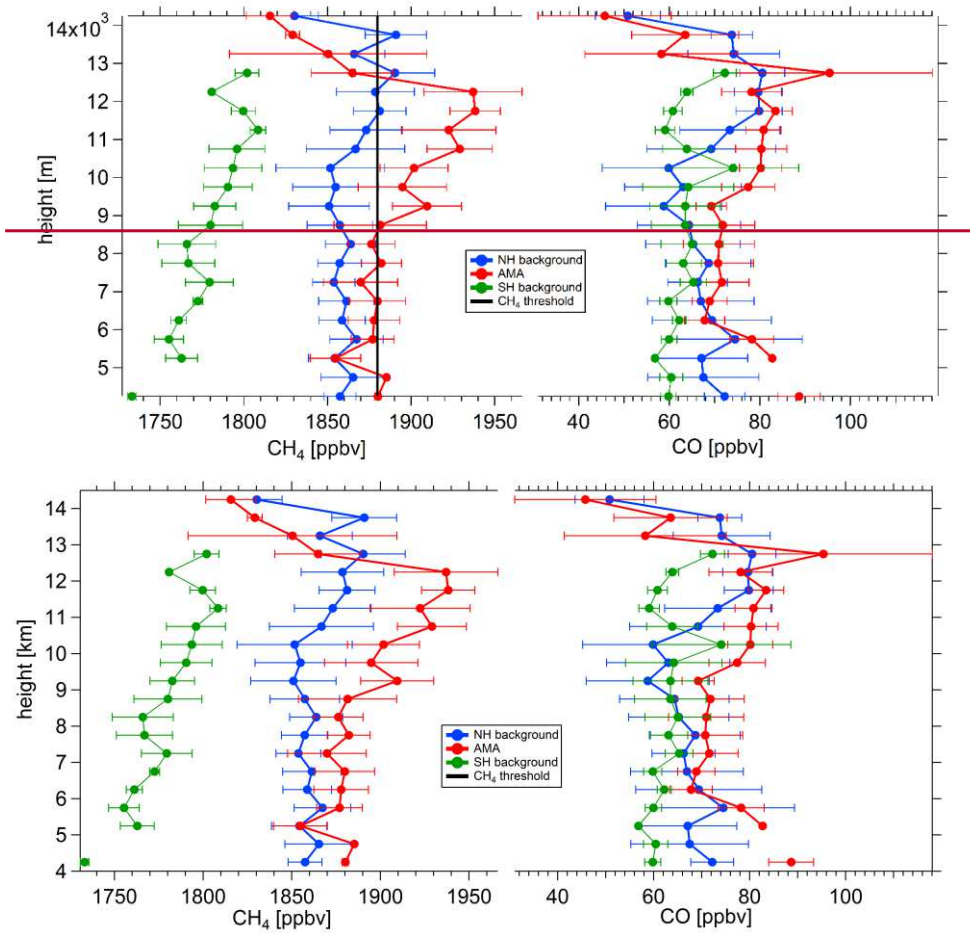 14x10³
13
12
11
10
9
8
7
6
5
height [m]
NH background
AMA
SH background
CH₄ threshold
1750 1800 1850 1900 1950
CH₄ [ppbv]
40 60 80 100
CO [ppbv]
14
13
12
11
10
9
8
7
6
5
4
height [km]
NH background
AMA
SH background
CH₄ threshold
1750 1800 1850 1900 1950
CH₄ [ppbv]
40 60 80 100
CO [ppbv]